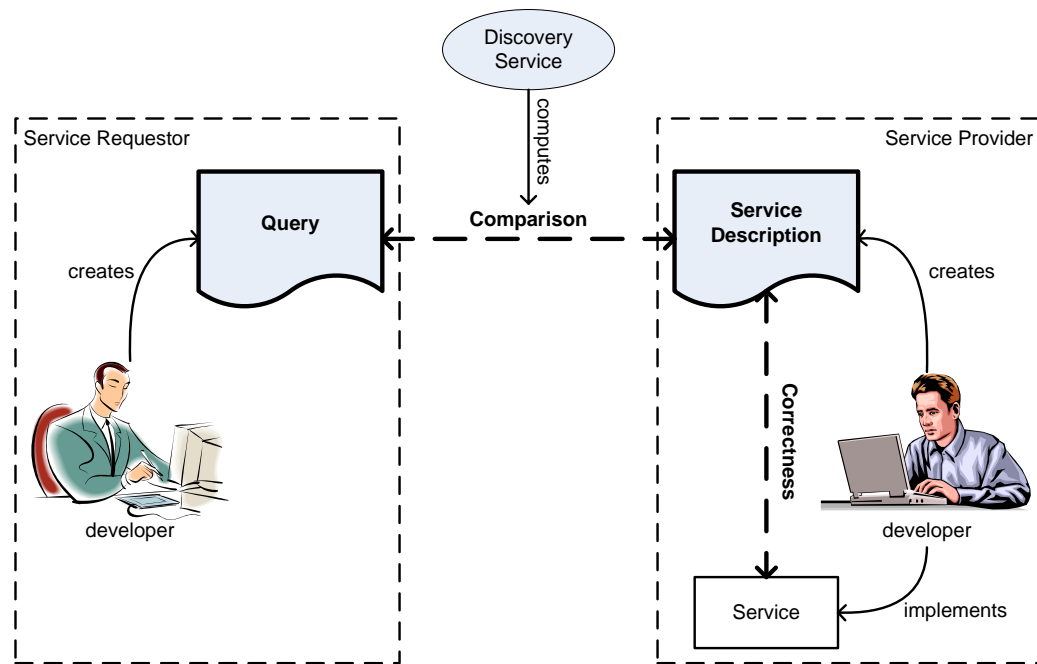 Discovery
Service
computes
Service Requestor
Service Provider
Query
Comparison
Service
Description
creates
creates
Correctness
developer
developer
Service
implements